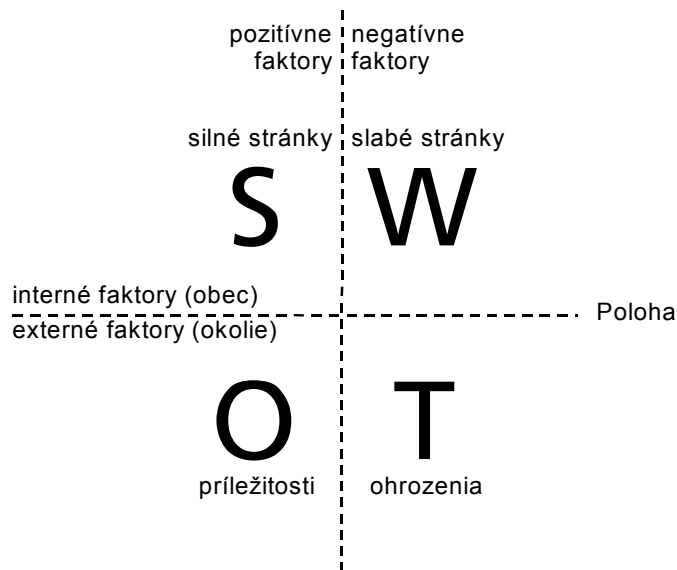 pozitívne
faktory
negatívne
faktory
silné stránky
slabé stránky
S
W
interné faktory (obec)
externé faktory (okolie)
Poloha
O
T
príležitosti
ohrozenia